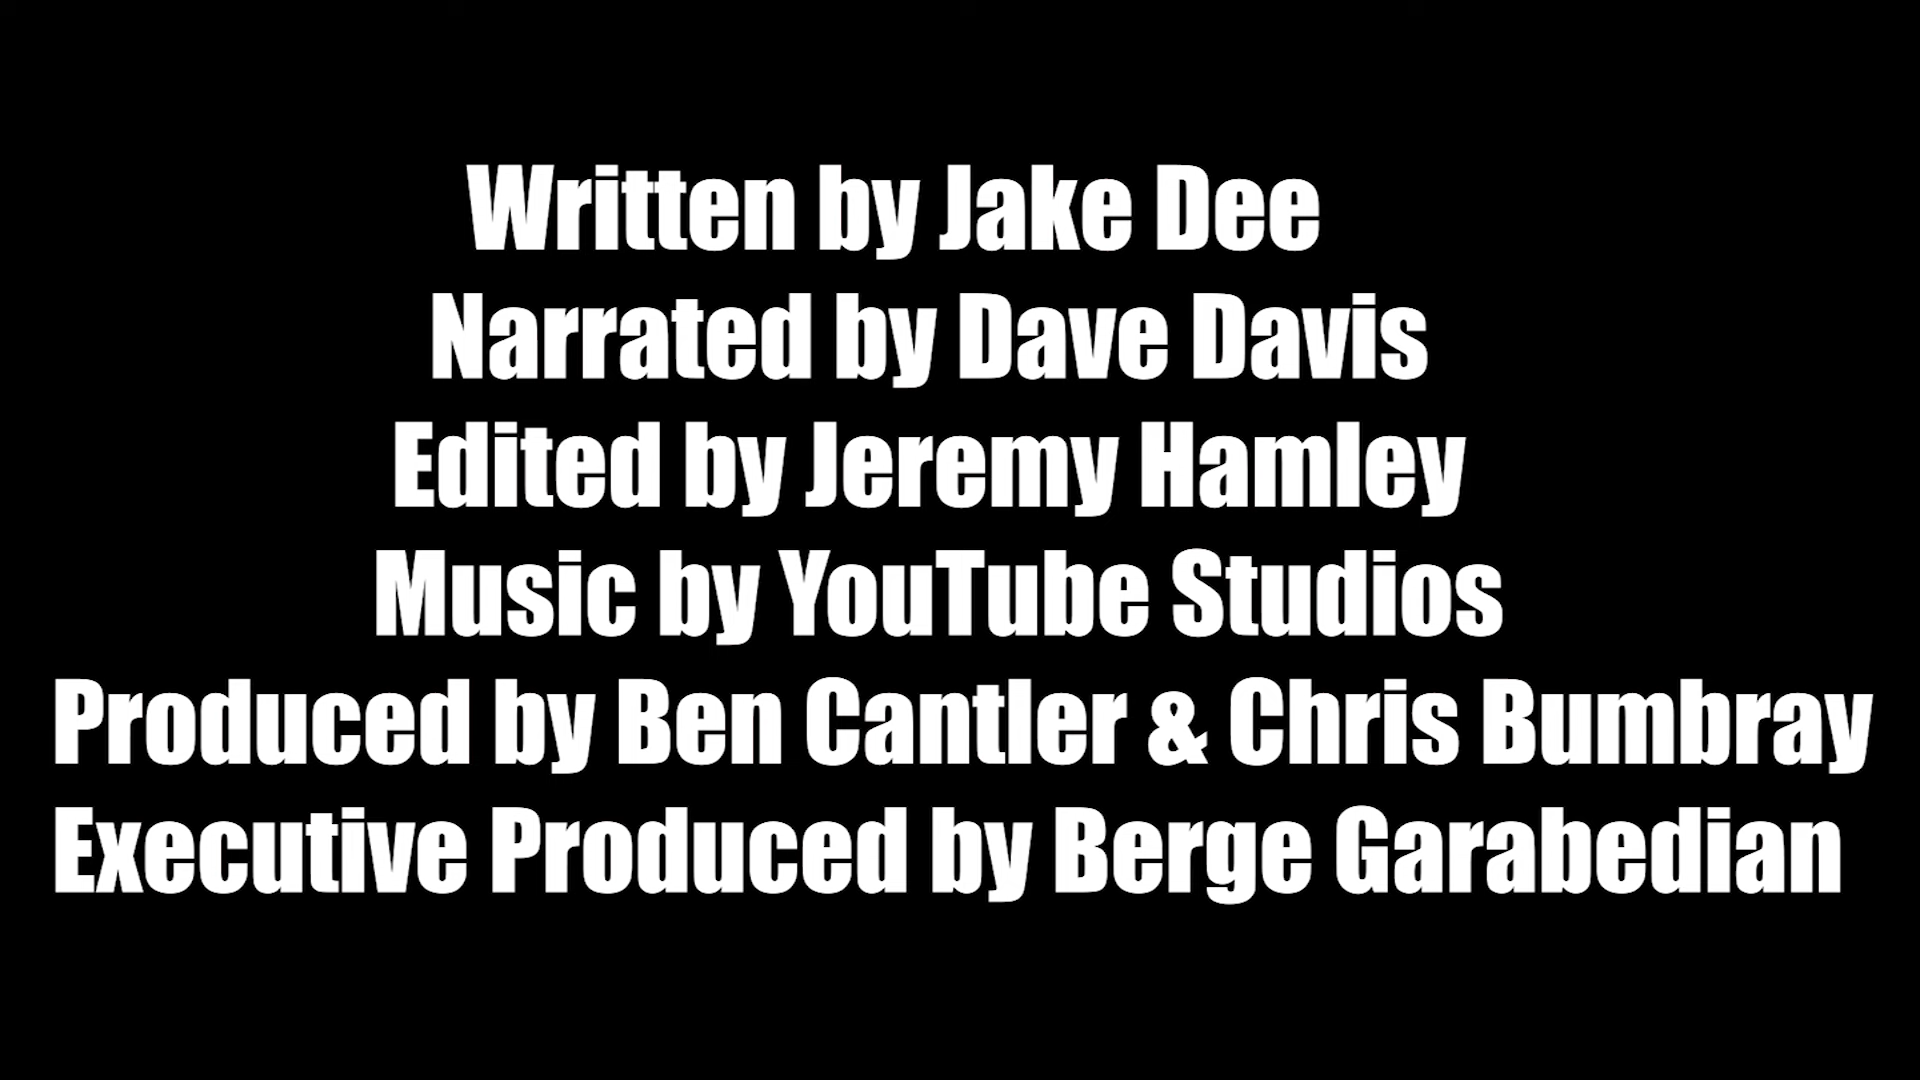 Written by Jake Dee
Narrated by Dave Davis
Edited by Jeremy Hamley
Music by YouTube Studios
Produced by Ben Cantler & Chris Bumbray
Executive Produced by Berge Garabedian